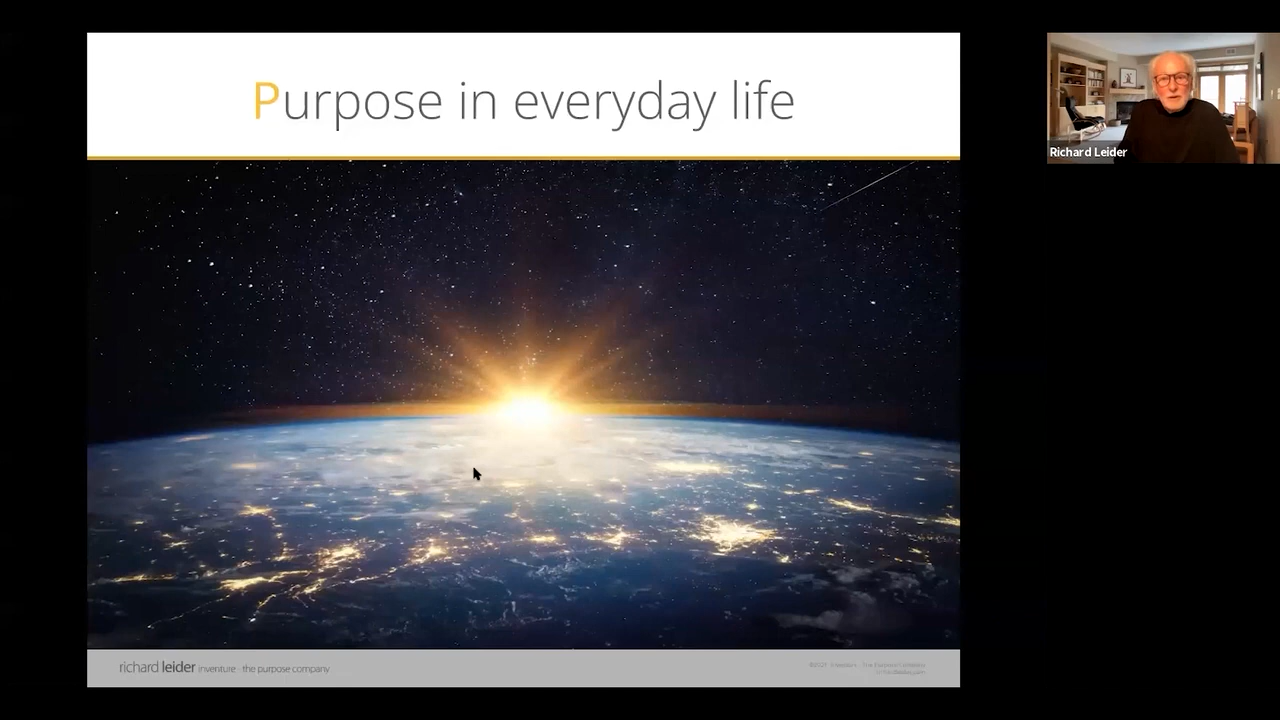 Purpose in everyday life
Richard Leider
richard leider inventure - the purpose company